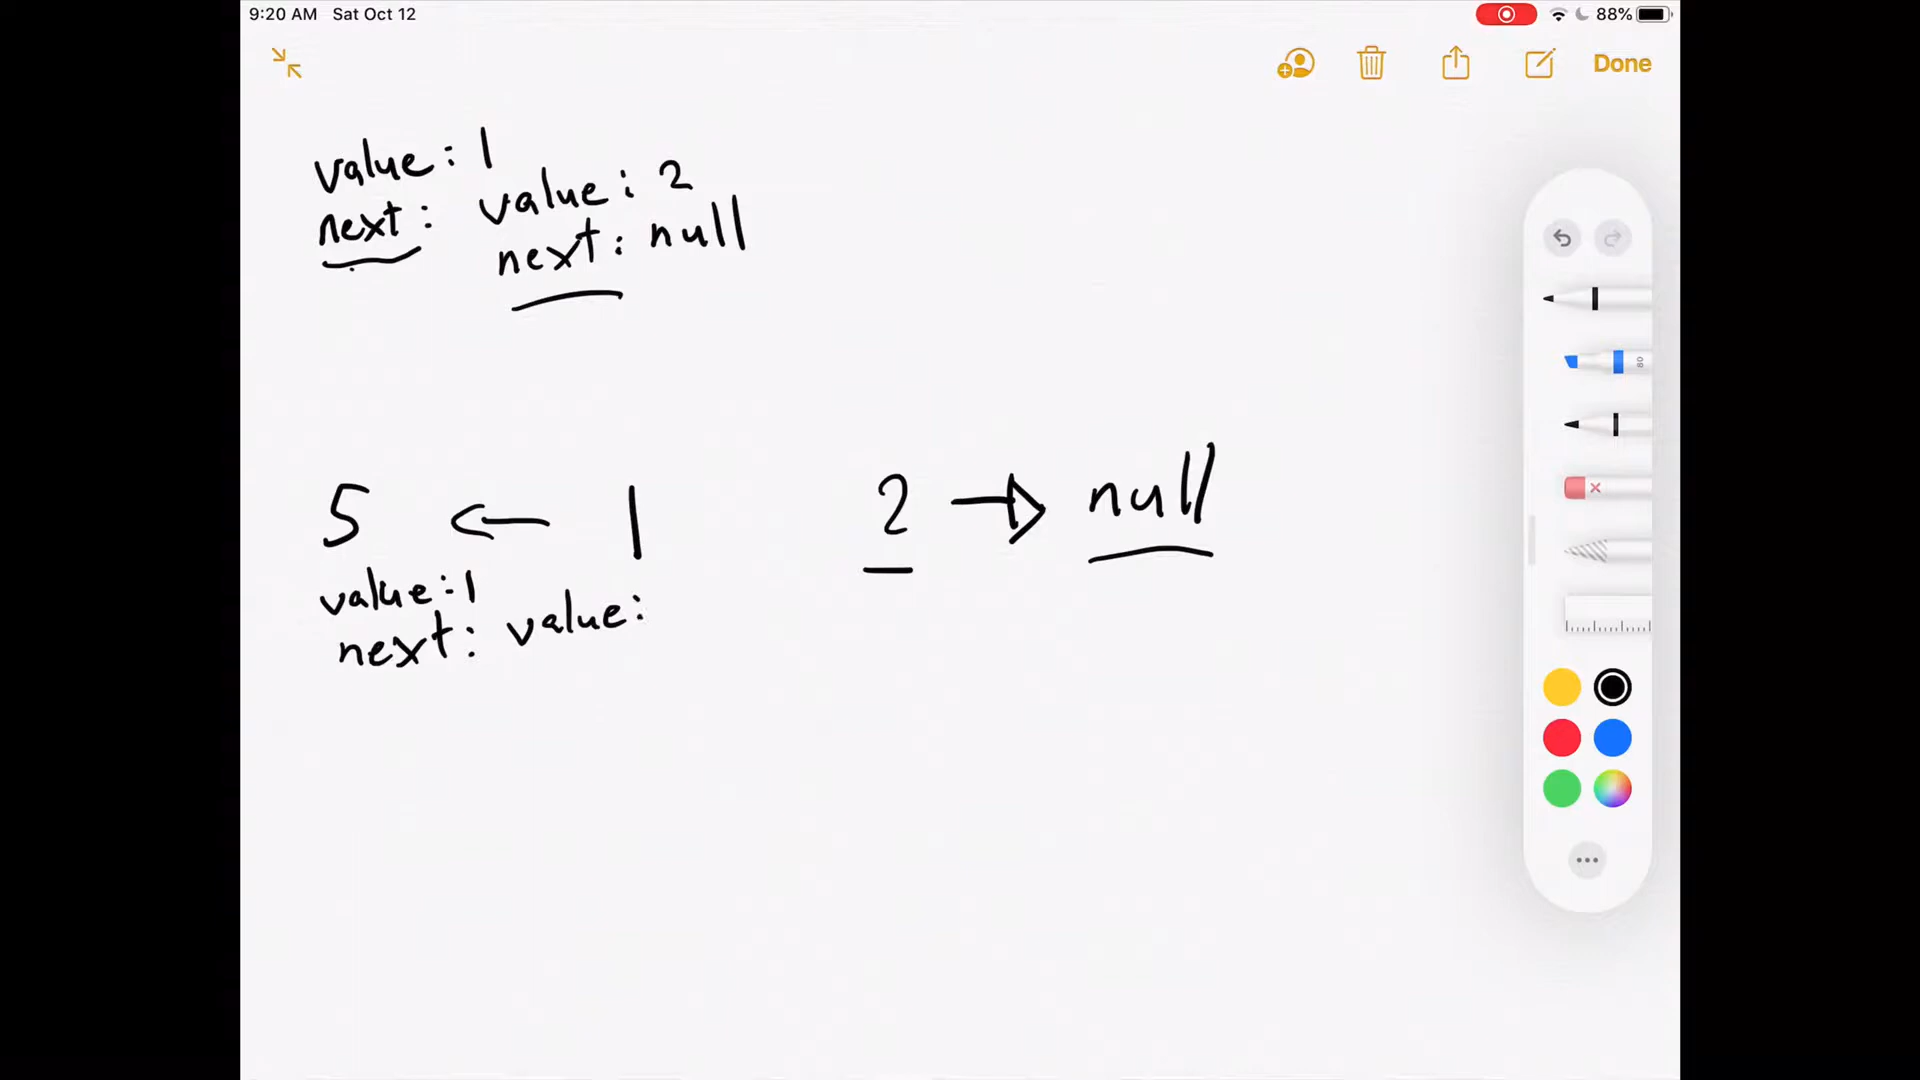 9:20 AM Sat Oct 12
88%
Done
value: 1
next: value: 2
next: null
5 ← 1 2 → null
value: 1
next: value:
80